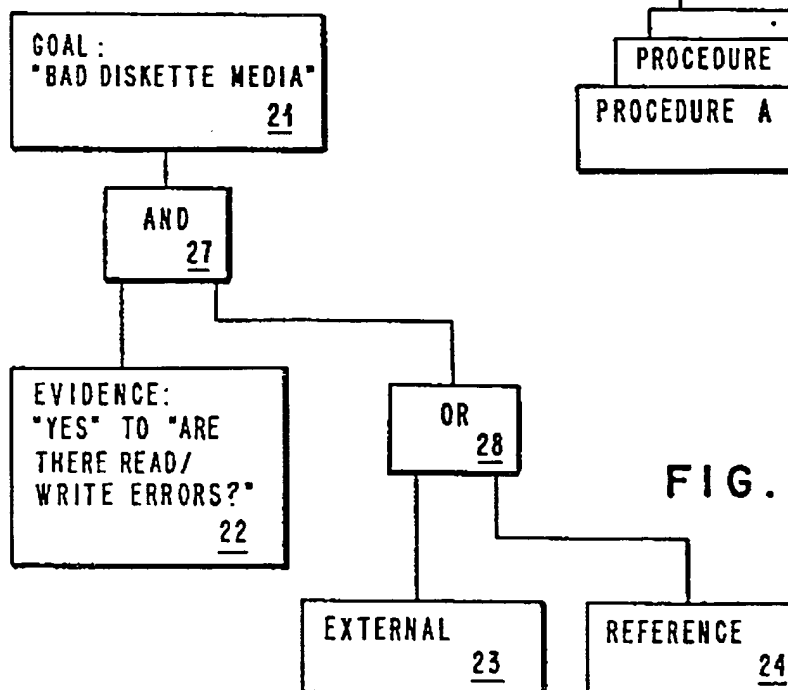 GOAL:
"BAD DISKETTE MEDIA"
21
PROCEDURE
PROCEDURE A
AND
27
EVIDENCE:
"YES" TO "ARE
THERE READ/
WRITE ERRORS?"
22
OR
28
FIG.
EXTERNAL
23
REFERENCE
24